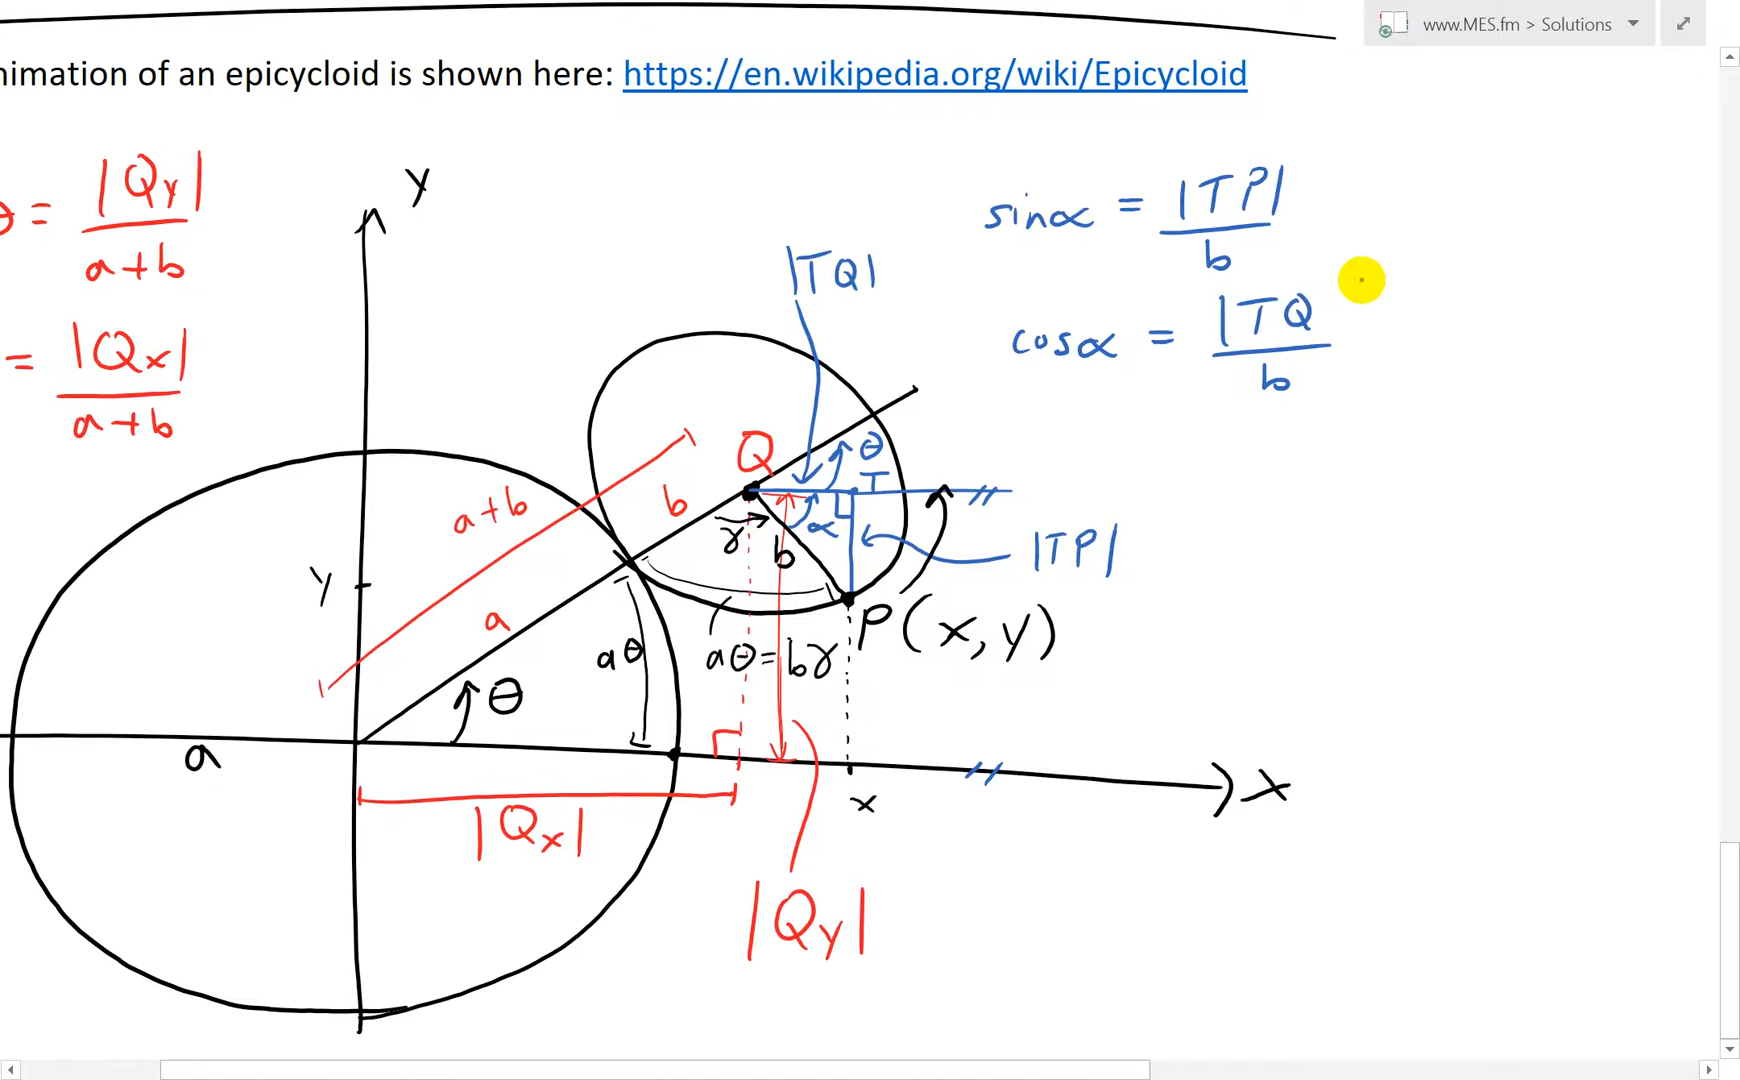 www.MES.fm > Solutions
nimation of an epicycloid is shown here: https://en.wikipedia.org/wiki/Epicycloid
θ = |Qy| / a+b
= |Qx| / a+b
sinα = |TP| / b
cosα = |TQ / b
y
|TQ|
Q
θ
T
a+b
b
γ
b
α
|TP|
y
a
θ
aθ
aθ = bγ
P(x,y)
a
|Qx|
x
x
|Qy|